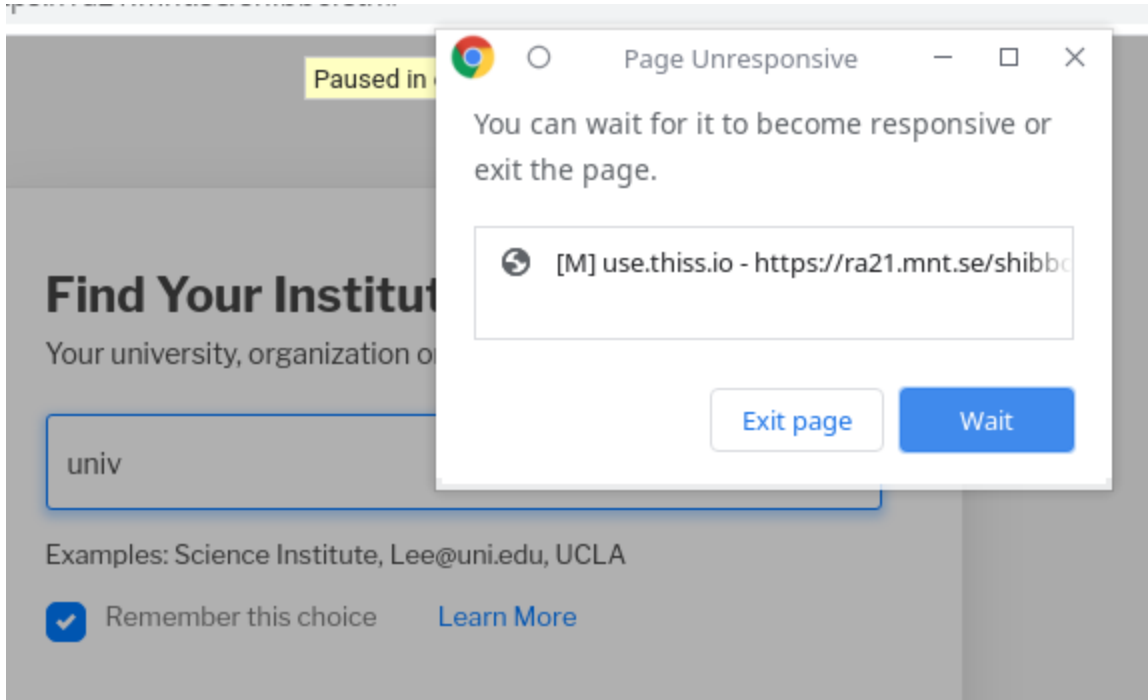 Page Unresponsive
Paused in
You can wait for it to become responsive or
exit the page.
[M] use.thiss.io - https://ra21.mnt.se/shibb
Find Your Institut
Your university, organization
Exit page
Wait
univ
Examples: Science Institute, Lee@uni.edu, UCLA
Remember this choice
Learn More